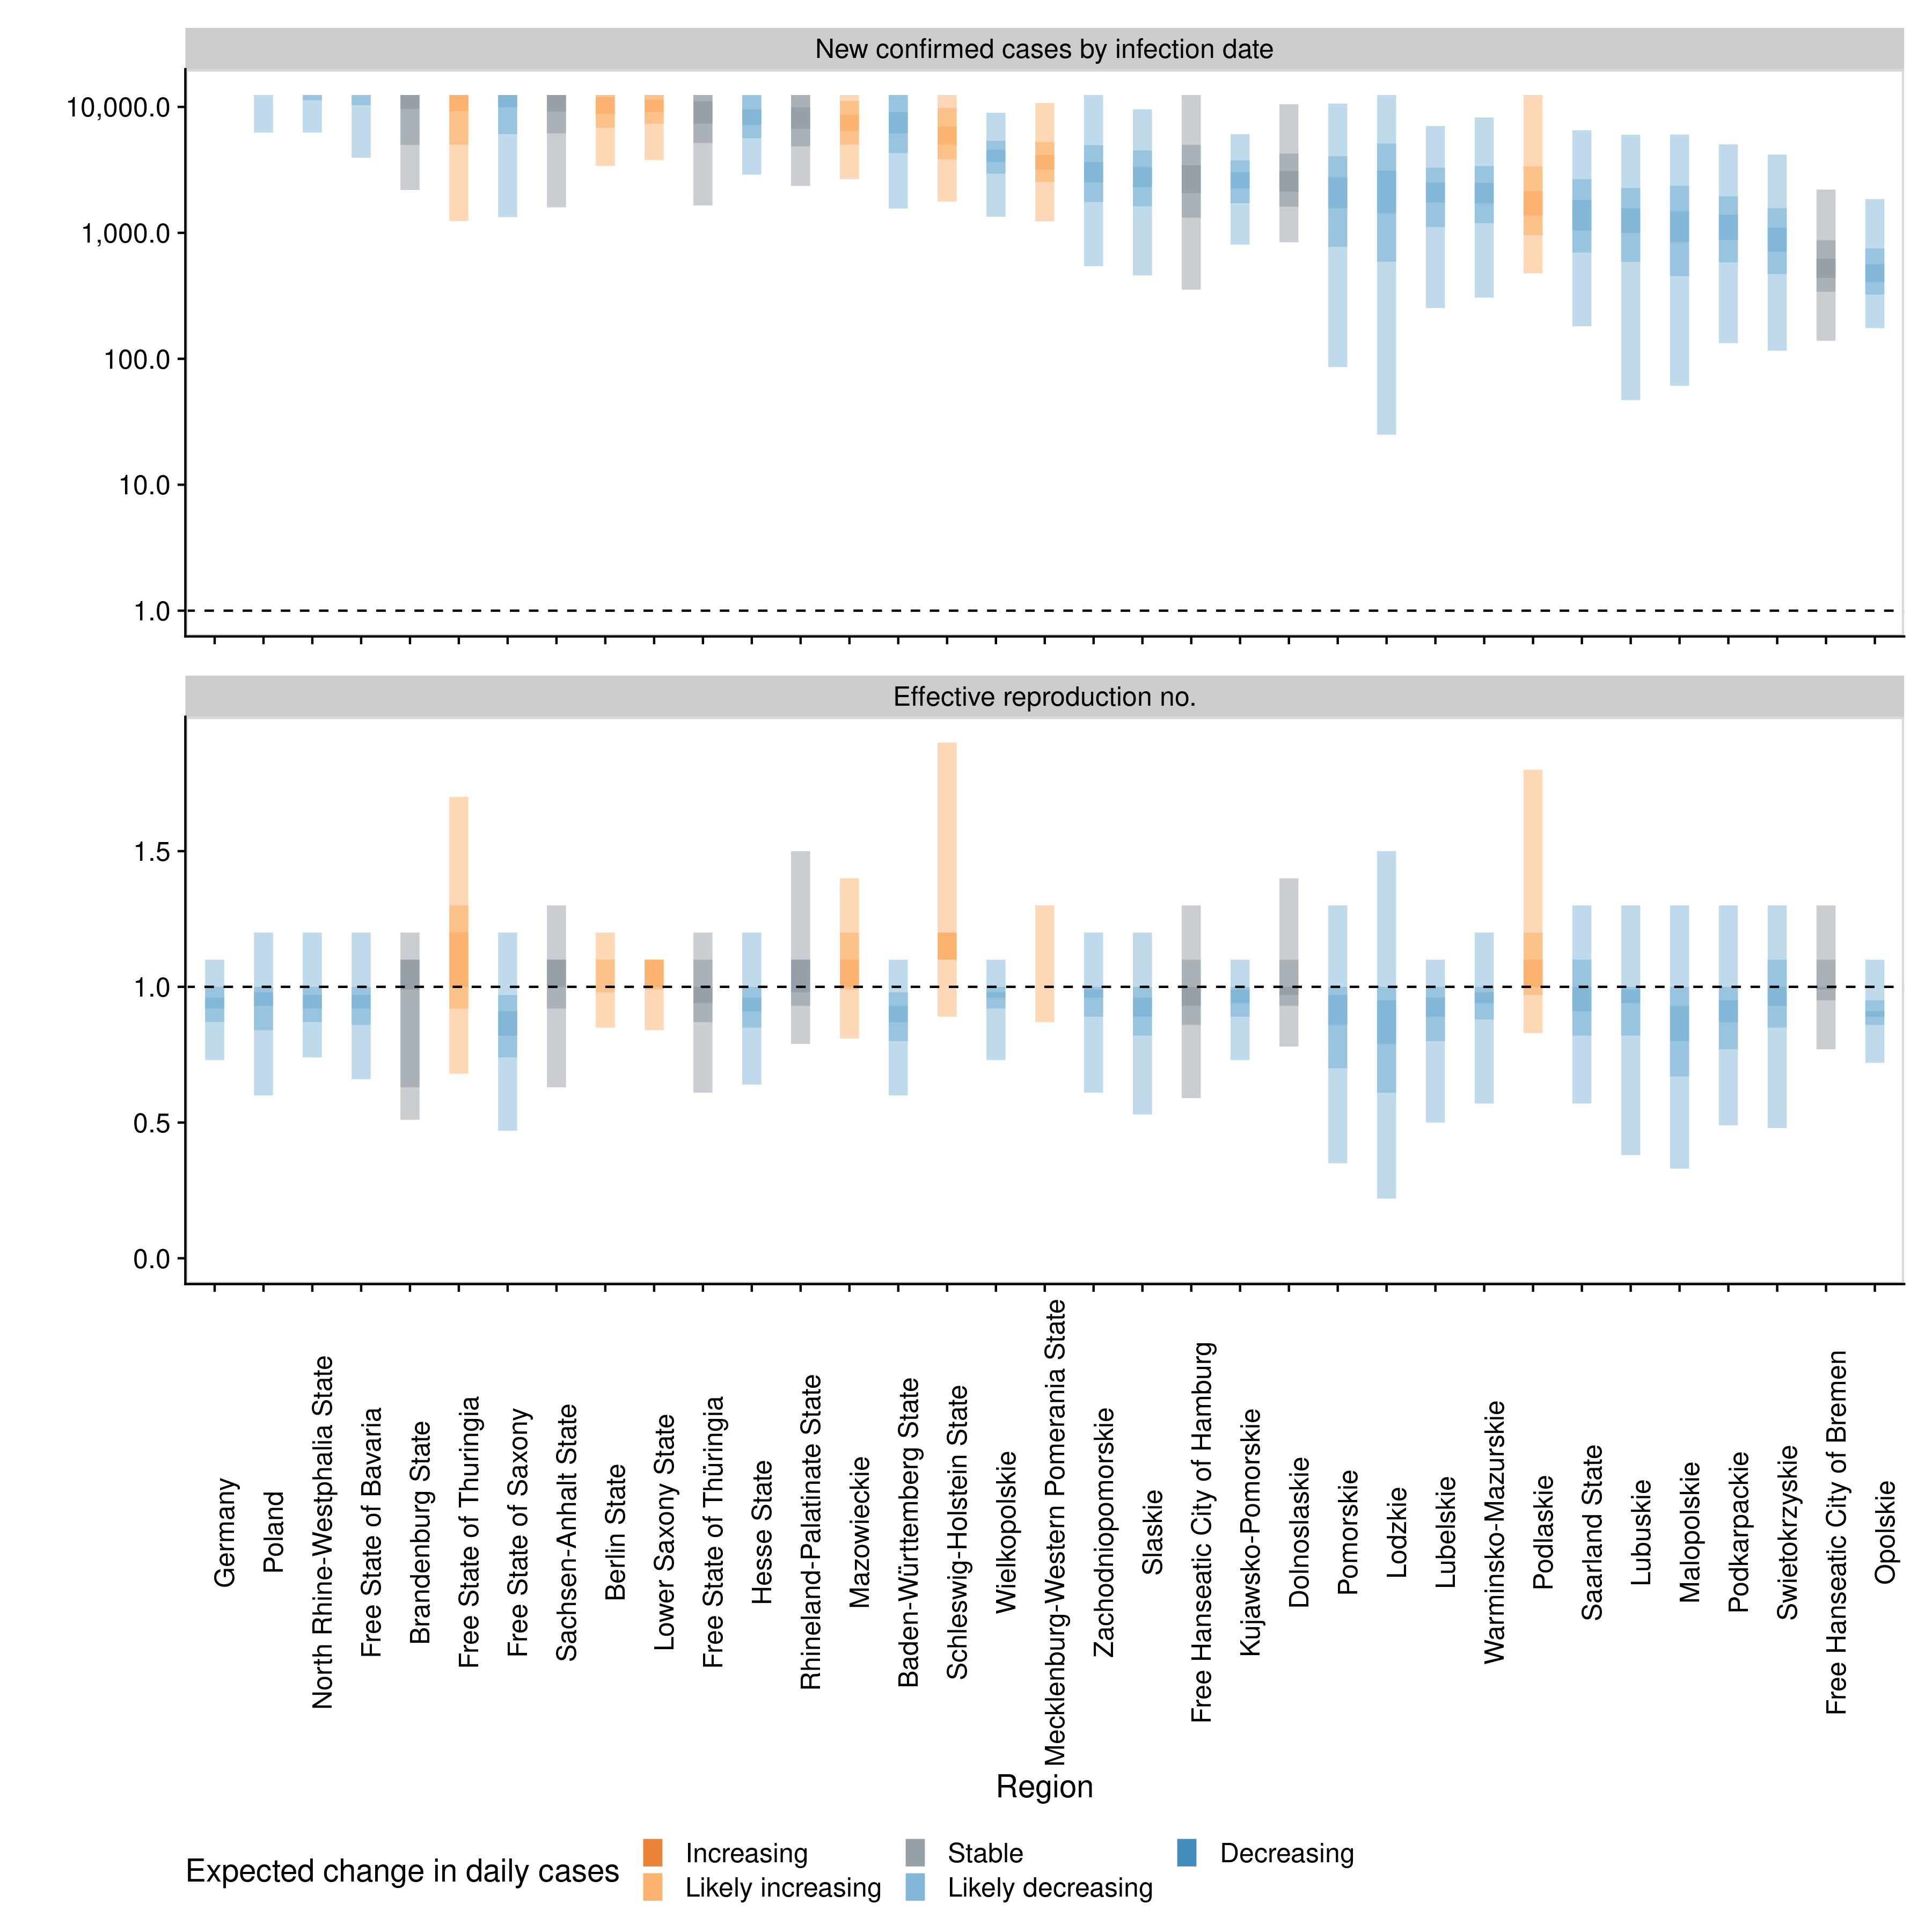 New confirmed cases by infection date
10,000.0
1,000.0
100.0
10.0
1.0
Effective reproduction no.
1.5
1.0
0.5
0.0
Germany
Poland
North Rhine-Westphalia State
Free State of Bavaria
Brandenburg State
Free State of Thuringia
Free State of Saxony
Sachsen-Anhalt State
Berlin State
Lower Saxony State
Free State of Thüringia
Hesse State
Rhineland-Palatinate State
Mazowieckie
Baden-Württemberg State
Schleswig-Holstein State
Wielkopolskie
Mecklenburg-Western Pomerania State
Zachodniopomorskie
Slaskie
Free Hanseatic City of Hamburg
Kujawsko-Pomorskie
Dolnoslaskie
Pomorskie
Lodzkie
Lubelskie
Warminsko-Mazurskie
Podlaskie
Saarland State
Lubuskie
Malopolskie
Podkarpackie
Swietokrzyskie
Free Hanseatic City of Bremen
Opolskie
Region
Expected change in daily cases
Increasing
Likely increasing
Stable
Likely decreasing
Decreasing